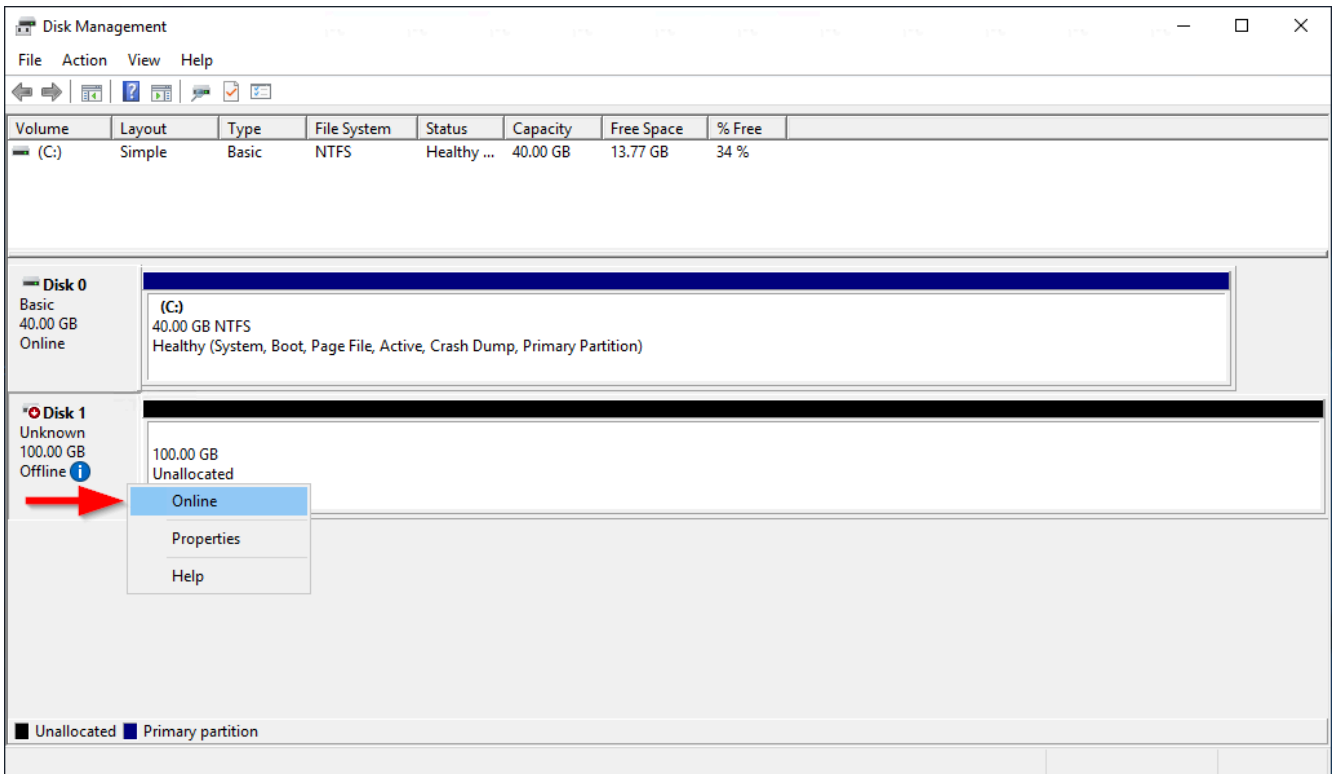 Disk Management
File Action View Help
Volume Layout Type File System Status Capacity Free Space % Free
(C:) Simple Basic NTFS Healthy ... 40.00 GB 13.77 GB 34 %
Disk 0
Basic
40.00 GB
Online
(C:)
40.00 GB NTFS
Healthy (System, Boot, Page File, Active, Crash Dump, Primary Partition)
Disk 1
Unknown
100.00 GB
Offline
100.00 GB
Unallocated
Online
Properties
Help
Unallocated Primary partition